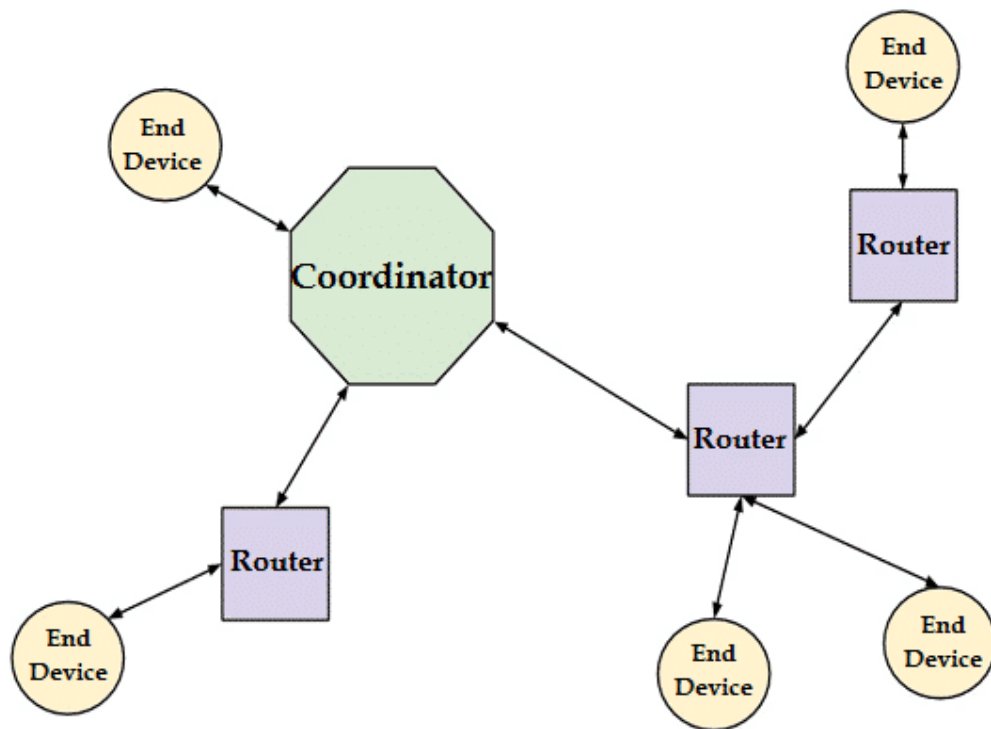 End
Device
End
Device
Router
Coordinator
Router
Router
End
Device
End
Device
End
Device